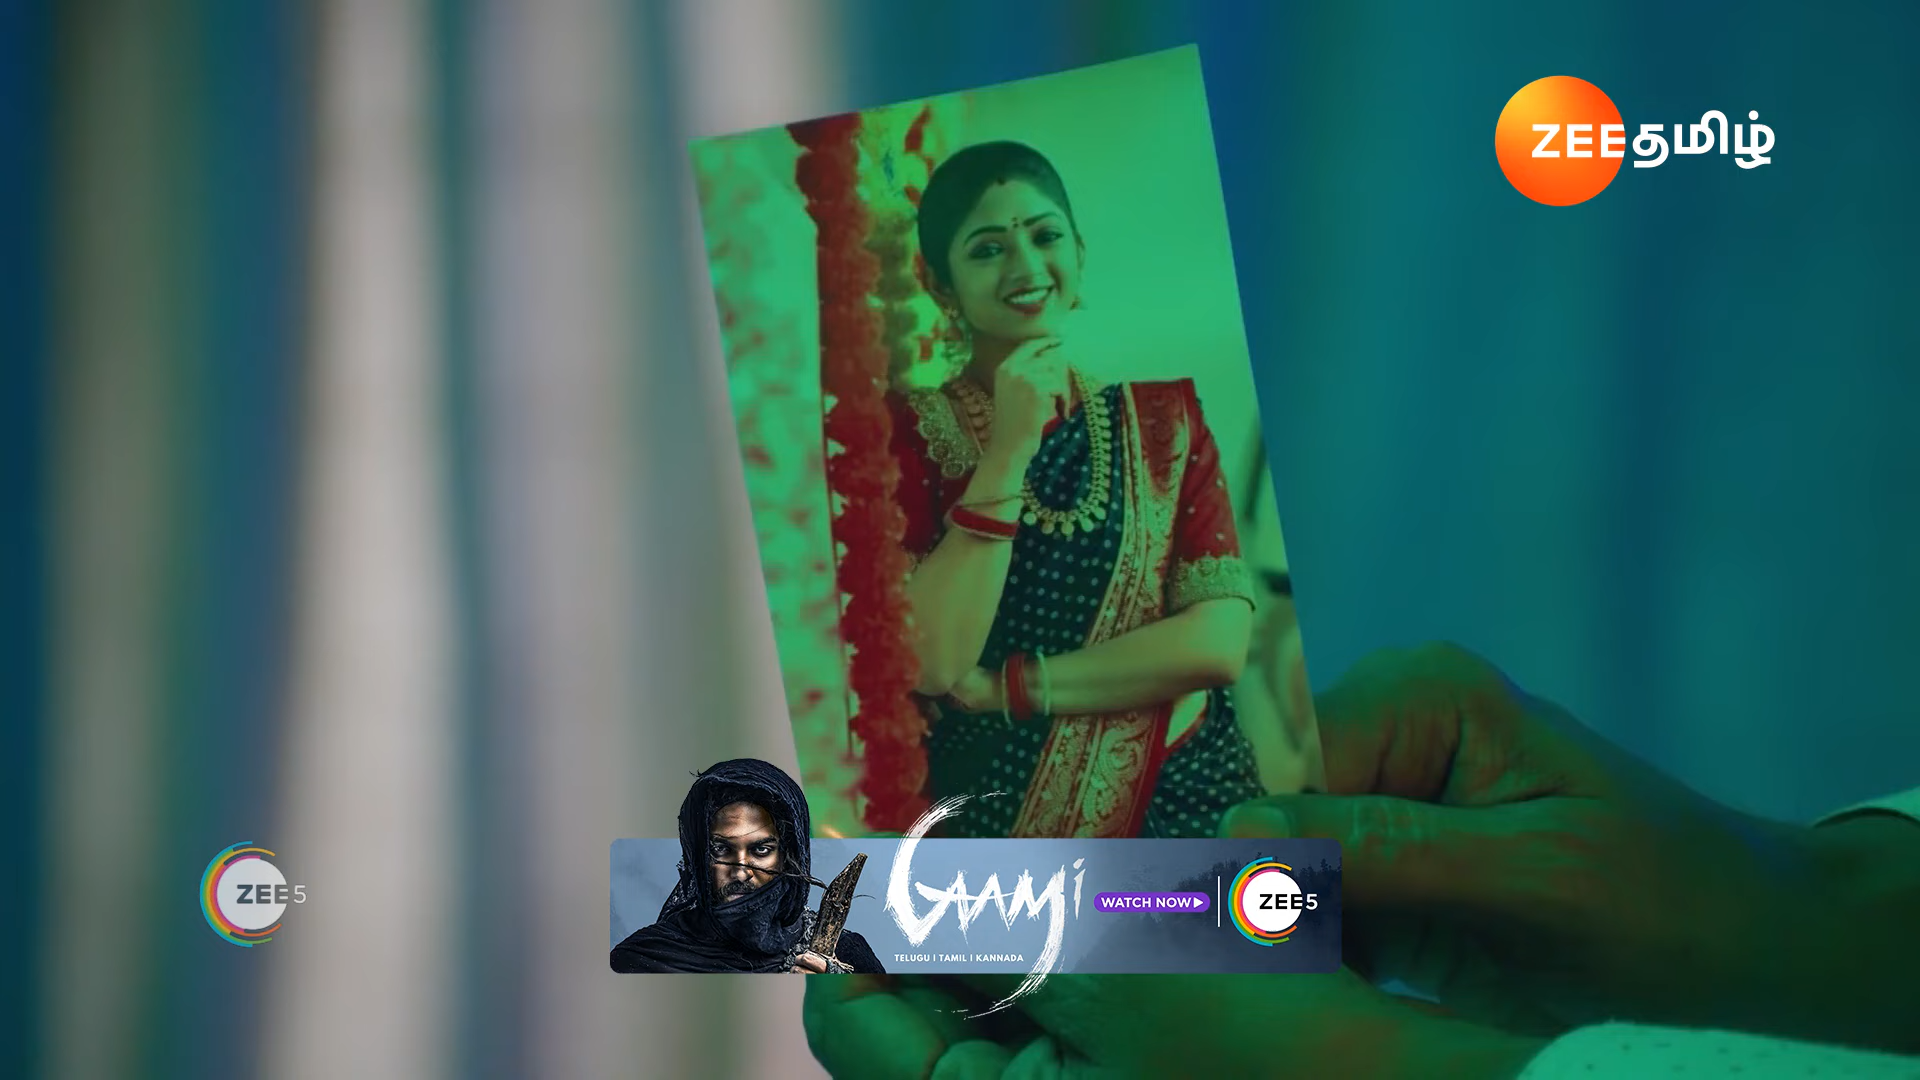 ZEEதமிழ்
ZEE5
GAAMI
WATCH NOW
ZEE5
TELUGU | TAMIL | KANNADA